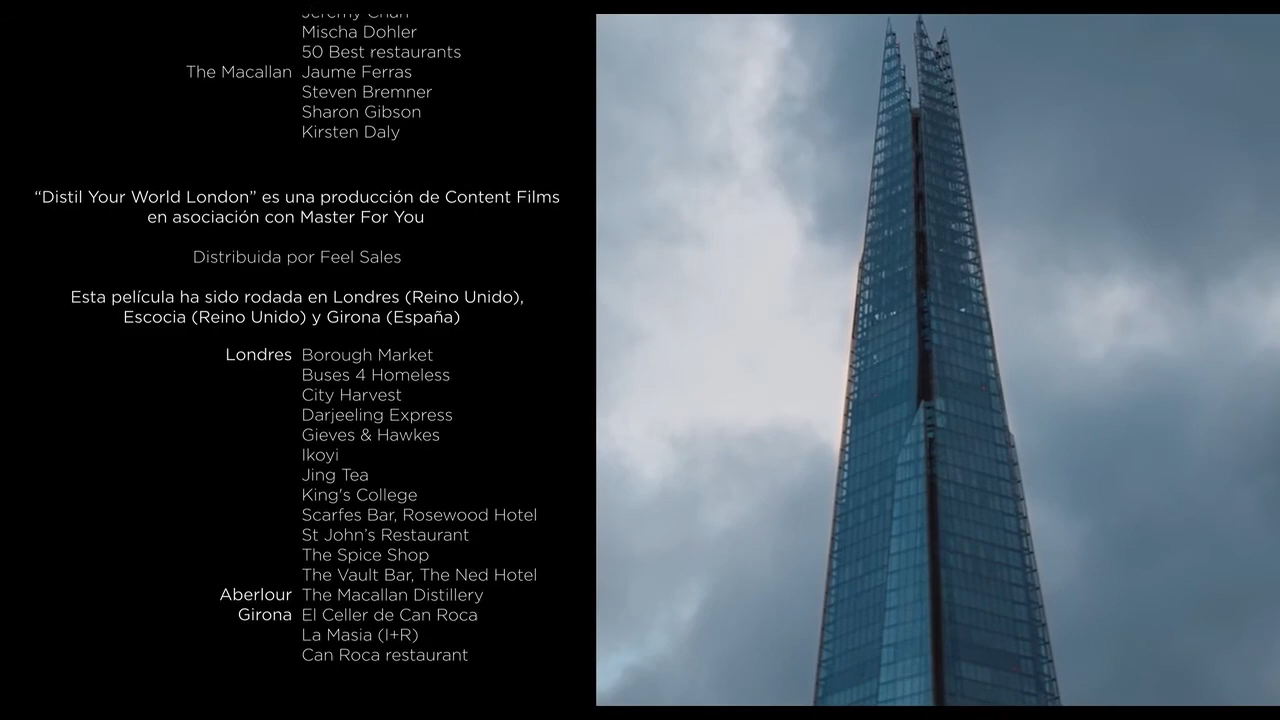 Mischa Dohler
50 Best restaurants
The Macallan Jaume Ferras
Steven Bremner
Sharon Gibson
Kirsten Daly
“Distil Your World London” es una producción de Content Films
en asociación con Master For You
Distribuida por Feel Sales
Esta película ha sido rodada en Londres (Reino Unido),
Escocia (Reino Unido) y Girona (España)
Londres Borough Market
Buses 4 Homeless
City Harvest
Darjeeling Express
Gieves & Hawkes
Ikoyi
Jing Tea
King's College
Scarfes Bar, Rosewood Hotel
St John’s Restaurant
The Spice Shop
The Vault Bar, The Ned Hotel
Aberlour The Macallan Distillery
Girona El Celler de Can Roca
La Masia (I+R)
Can Roca restaurant